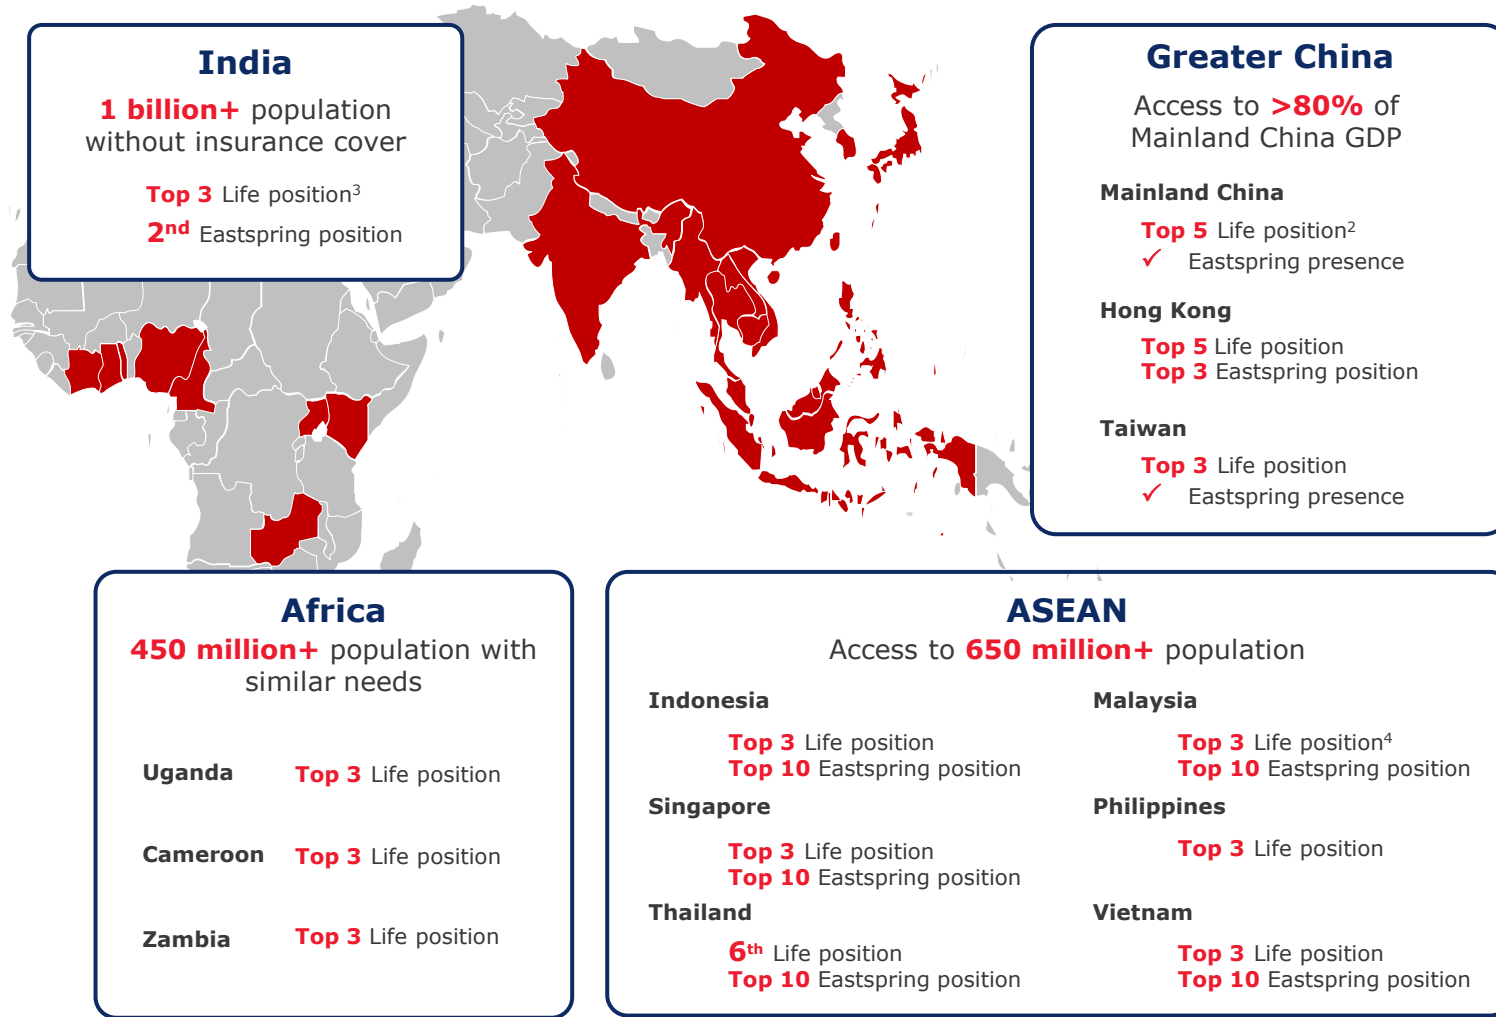 India
1 billion+ population
without insurance cover
Top 3 Life position³
2nd Eastspring position
Greater China
Access to >80% of
Mainland China GDP
Mainland China
Top 5 Life position²
✓ Eastspring presence
Hong Kong
Top 5 Life position
Top 3 Eastspring position
Taiwan
Top 3 Life position
✓ Eastspring presence
Africa
450 million+ population with
similar needs
Uganda Top 3 Life position
Cameroon Top 3 Life position
Zambia Top 3 Life position
ASEAN
Access to 650 million+ population
Indonesia
Top 3 Life position
Top 10 Eastspring position
Singapore
Top 3 Life position
Top 10 Eastspring position
Thailand
6th Life position
Top 10 Eastspring position
Malaysia
Top 3 Life position⁴
Top 10 Eastspring position
Philippines
Top 3 Life position
Vietnam
Top 3 Life position
Top 10 Eastspring position